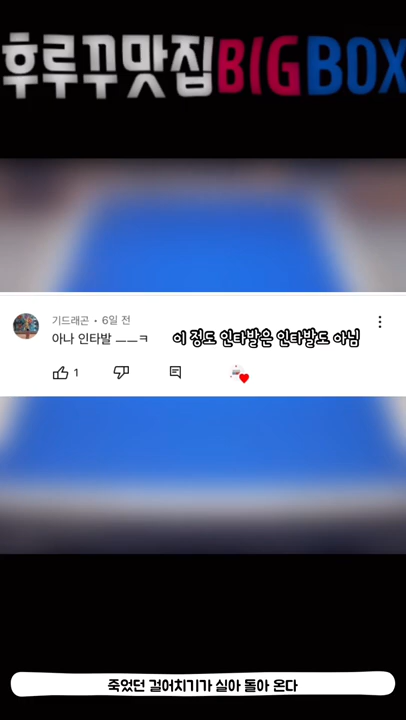 후루꾸맛집BIGBOX
기드래곤 • 6일 전
아나 인타발 ㅡㅡㅋ
이 정도 인타발은 인타발도 아님
1
죽었던 걸어치기가 실아 돌아 온다